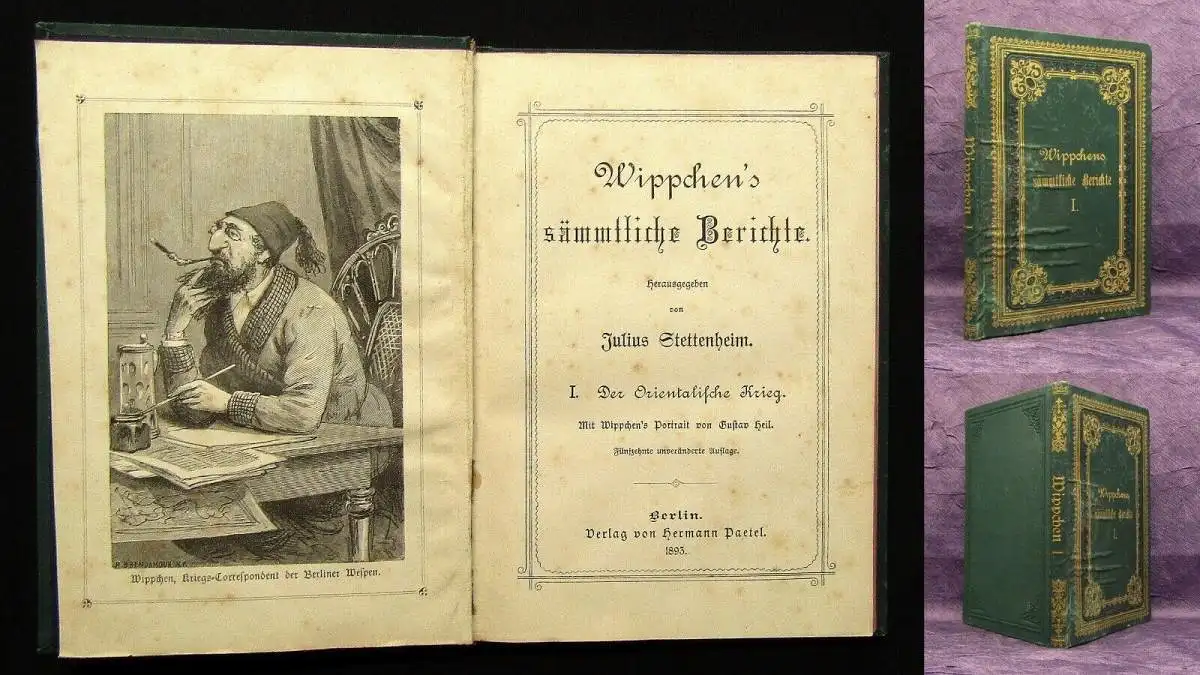 R. BREND'AMOUR X.A.
Wippchen, Kriegs-Correspondent der Berliner Wespen.
Wippchen's
sämmtliche Berichte.
Herausgegeben
von
Julius Stettenheim.
I. Der Orientalische Krieg.
Mit Wippchen's Portrait von Gustav Heil.
Fünfzehnte unveränderte Auflage.
Berlin.
Verlag von Hermann Paetel.
1893.
Wippchens
sämmtliche Berichte
I.
Wippchen I
Wippchens
sämmtliche Berichte
I.
Wippchen I